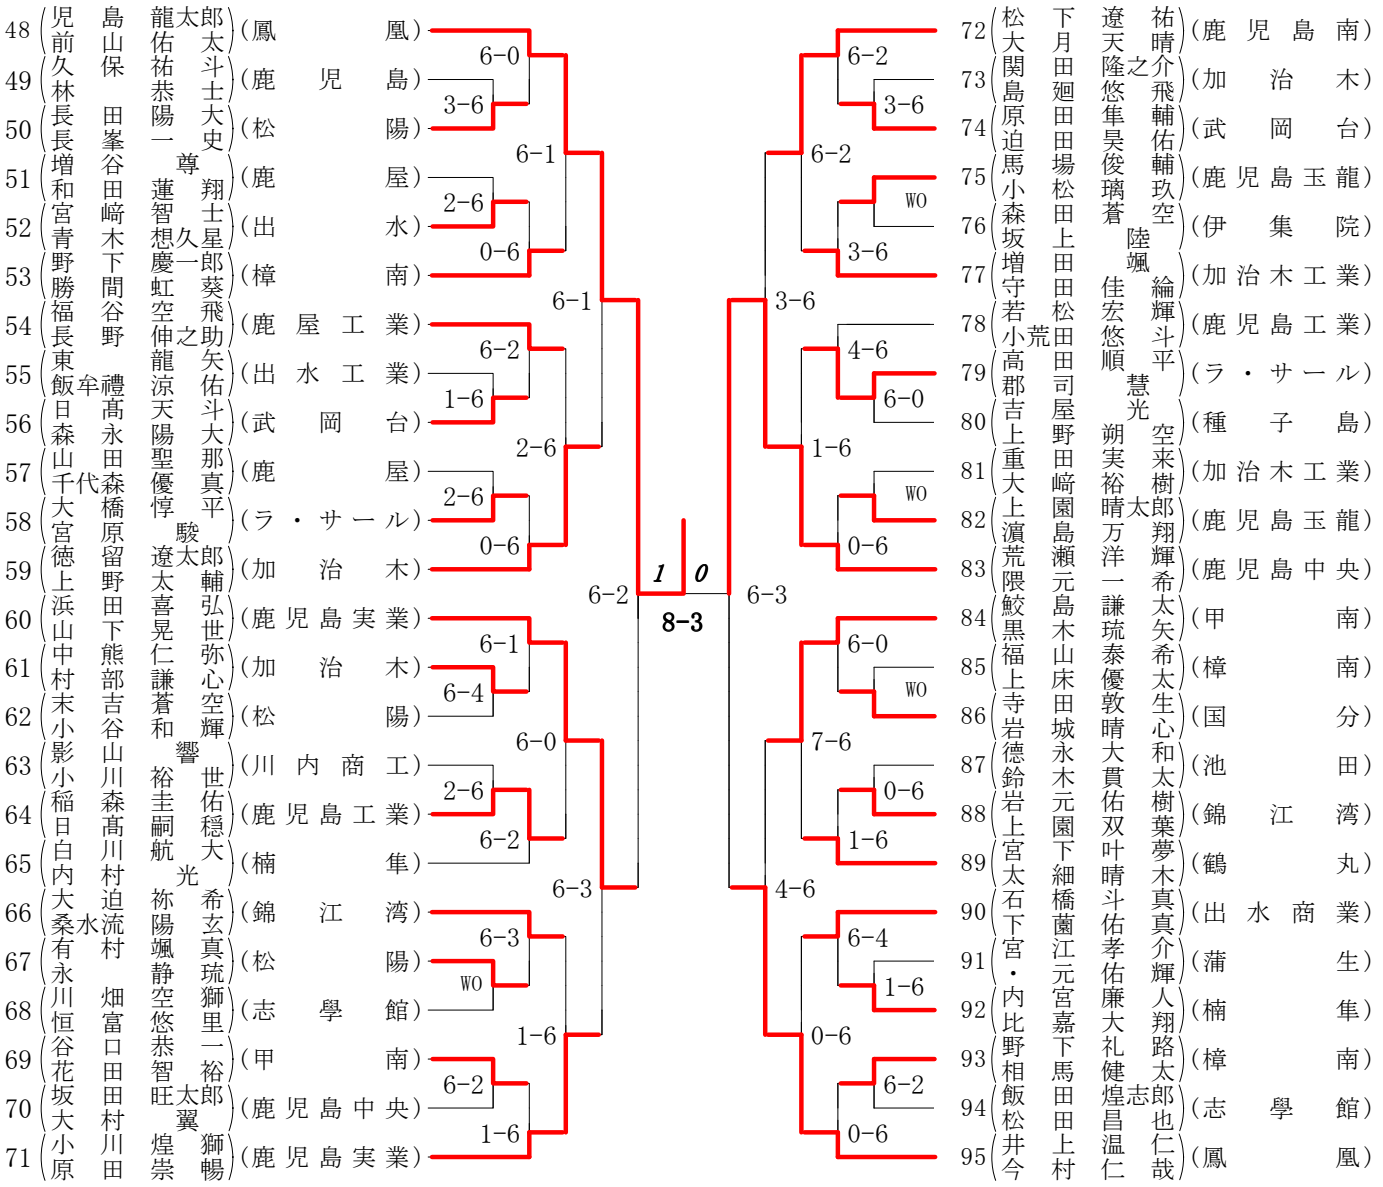 48 (児島 龍太郎 前山 佑太) (鳳凰)
49 (久保 祐斗 林 恭士) (鹿児島)
50 (長田 陽大 長峯 一史) (松陽)
51 (増谷 尊 和田 蓮翔) (鹿屋)
52 (宮﨑 智士 青木 想久星) (出水)
53 (野下 慶一郎 勝間 虹葵) (樟南)
54 (福谷 空飛 長野 伸之助) (鹿屋工業)
55 (東 龍矢 飯牟禮 涼佑) (出水工業)
56 (日髙 天斗 森永 陽大) (武岡台)
57 (山田 聖那 千代森 優真) (鹿屋)
58 (大橋 惇平 宮原 駿) (ラ・サール)
59 (徳留 遼太郎 上野 太輔) (加治木)
60 (浜田 喜弘 山下 晃世) (鹿児島実業)
61 (中熊 仁弥 村部 謙心) (加治木)
62 (末吉 蒼空 小谷 和輝) (松陽)
63 (影山 響 小川 裕世) (川内商工)
64 (稲森 圭佑 日髙 嗣穏) (鹿児島工業)
65 (白川 航大 内村 光) (楠隼)
66 (大迫 祢希 桑水流 陽玄) (錦江湾)
67 (有村 颯真 永 静琉) (松陽)
68 (川畑 空獅 恒富 悠里) (志學館)
69 (谷口 恭一 花田 智裕) (甲南)
70 (坂田 旺太郎 大村 翼) (鹿児島中央)
71 (小川 煌獅 原田 崇暢) (鹿児島実業)
6-0
3-6
6-1
2-6
0-6
6-1
6-2
1-6
2-6
2-6
0-6
6-2
6-1
6-4
6-0
2-6
6-2
6-3
6-3
WO
1-6
6-2
1-6
1 0
8-3
72 (松下 遼祐 大月 天晴) (鹿児島南)
73 (関田 隆之介 島廻 悠飛) (加治木)
74 (原田 隼輔 迫田 昊佑) (武岡台)
75 (馬場 俊輔 小松 璃玖) (鹿児島玉龍)
76 (森田 蒼空 坂上 陸) (伊集院)
77 (増田 颯 守田 佳綸) (加治木工業)
78 (若松 宏輝 小荒田 悠斗) (鹿児島工業)
79 (高田 順平 郡司 慧) (ラ・サール)
80 (吉屋 光 上野 朔空) (種子島)
81 (重田 実来 大﨑 裕樹) (加治木工業)
82 (上園 晴太郎 濵島 万翔) (鹿児島玉龍)
83 (荒瀬 洋輝 隈元 一希) (鹿児島中央)
84 (鮫島 謙太 黒木 琉矢) (甲南)
85 (福山 泰希 上床 優太) (樟南)
86 (寺田 敦生 岩城 晴心) (国分)
87 (德永 大和 鈴木 貫太) (池田)
88 (岩元 佑樹 上園 双葉) (錦江湾)
89 (宮下 叶夢 太細 晴木) (鶴丸)
90 (石橋 斗真 下薗 佑真) (出水商業)
91 (宮江 孝介 ・元 佑輝) (蒲生)
92 (内宮 廉人 比嘉 大翔) (楠隼)
93 (野下 礼路 相馬 健太) (樟南)
94 (飯田 煌志郎 松田 昌也) (志學館)
95 (井上 温仁 今村 仁哉) (鳳凰)
6-2
3-6
6-2
WO
3-6
3-6
4-6
6-0
1-6
WO
0-6
6-3
6-0
WO
7-6
0-6
1-6
4-6
6-4
1-6
0-6
6-2
0-6